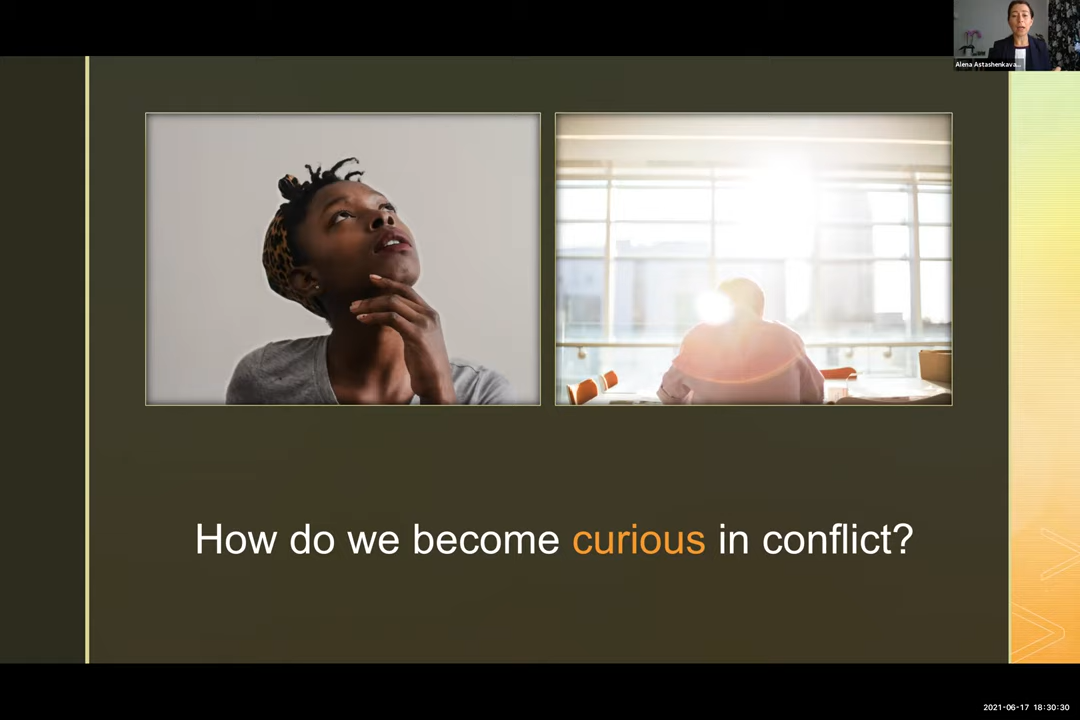 Alena Astashenkava...
How do we become curious in conflict?
2021-06-17 18:30:30